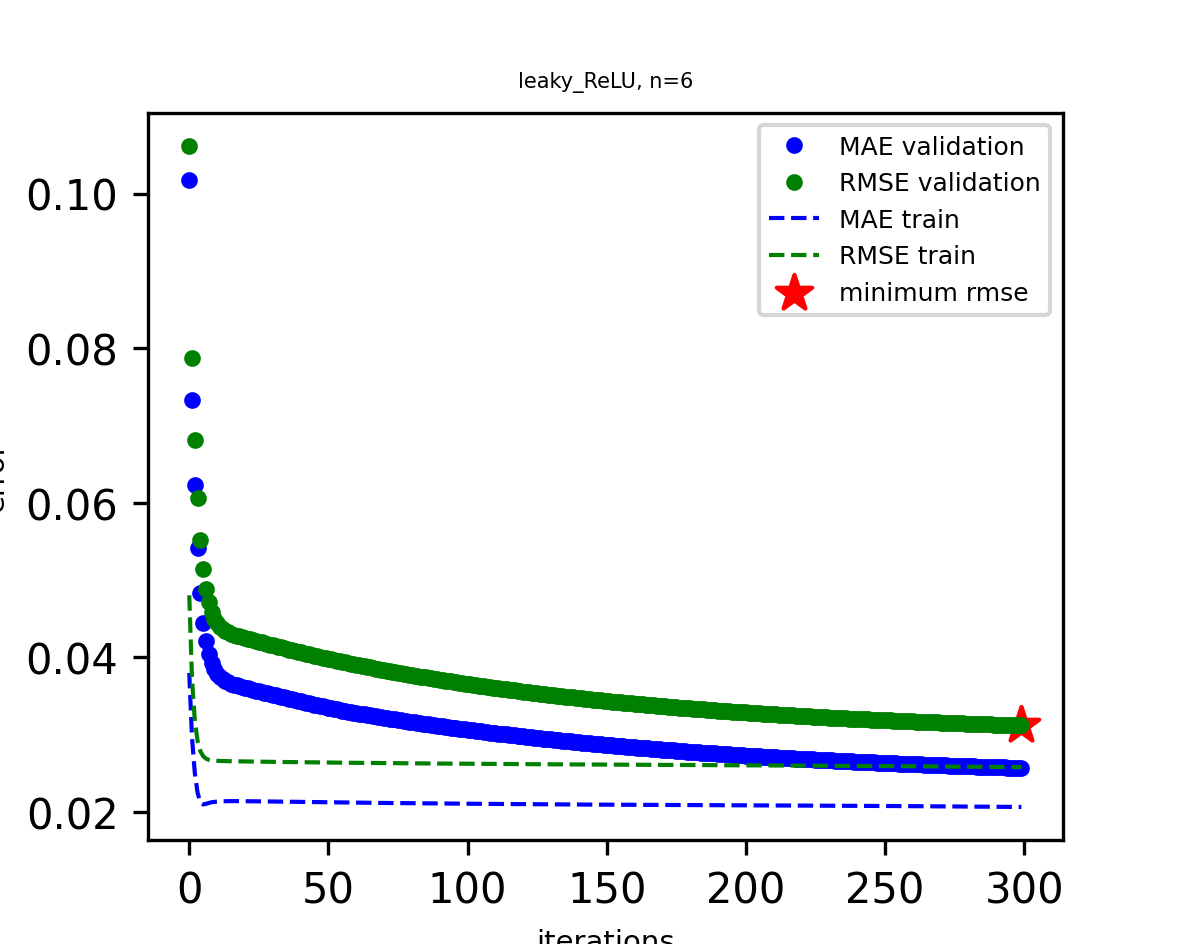 leaky_ReLU, n=6
MAE validation
RMSE validation
MAE train
RMSE train
minimum rmse
0.10
0.08
0.06
0.04
0.02
0 50 100 150 200 250 300
iterations